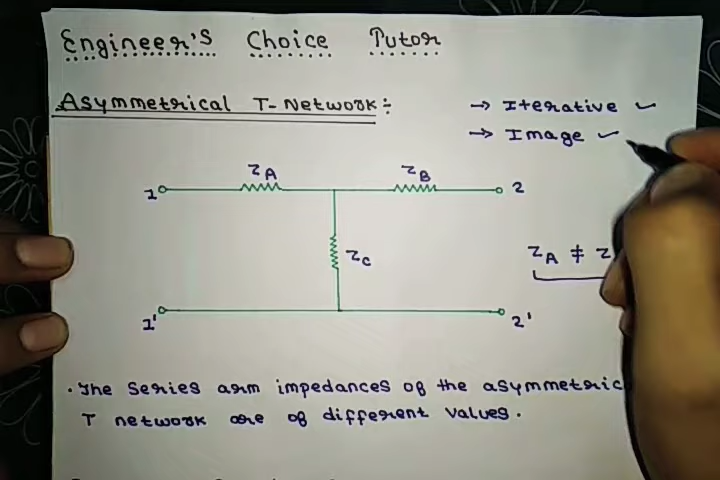 Engineer's Choice Tutor
Asymmetrical T-Network:
→ Iterative
→ Image
ZA ZB
1 2
ZC
ZA ≠ Z
1' 2'
• The series arm impedances of the asymmetric
T network are of different values.